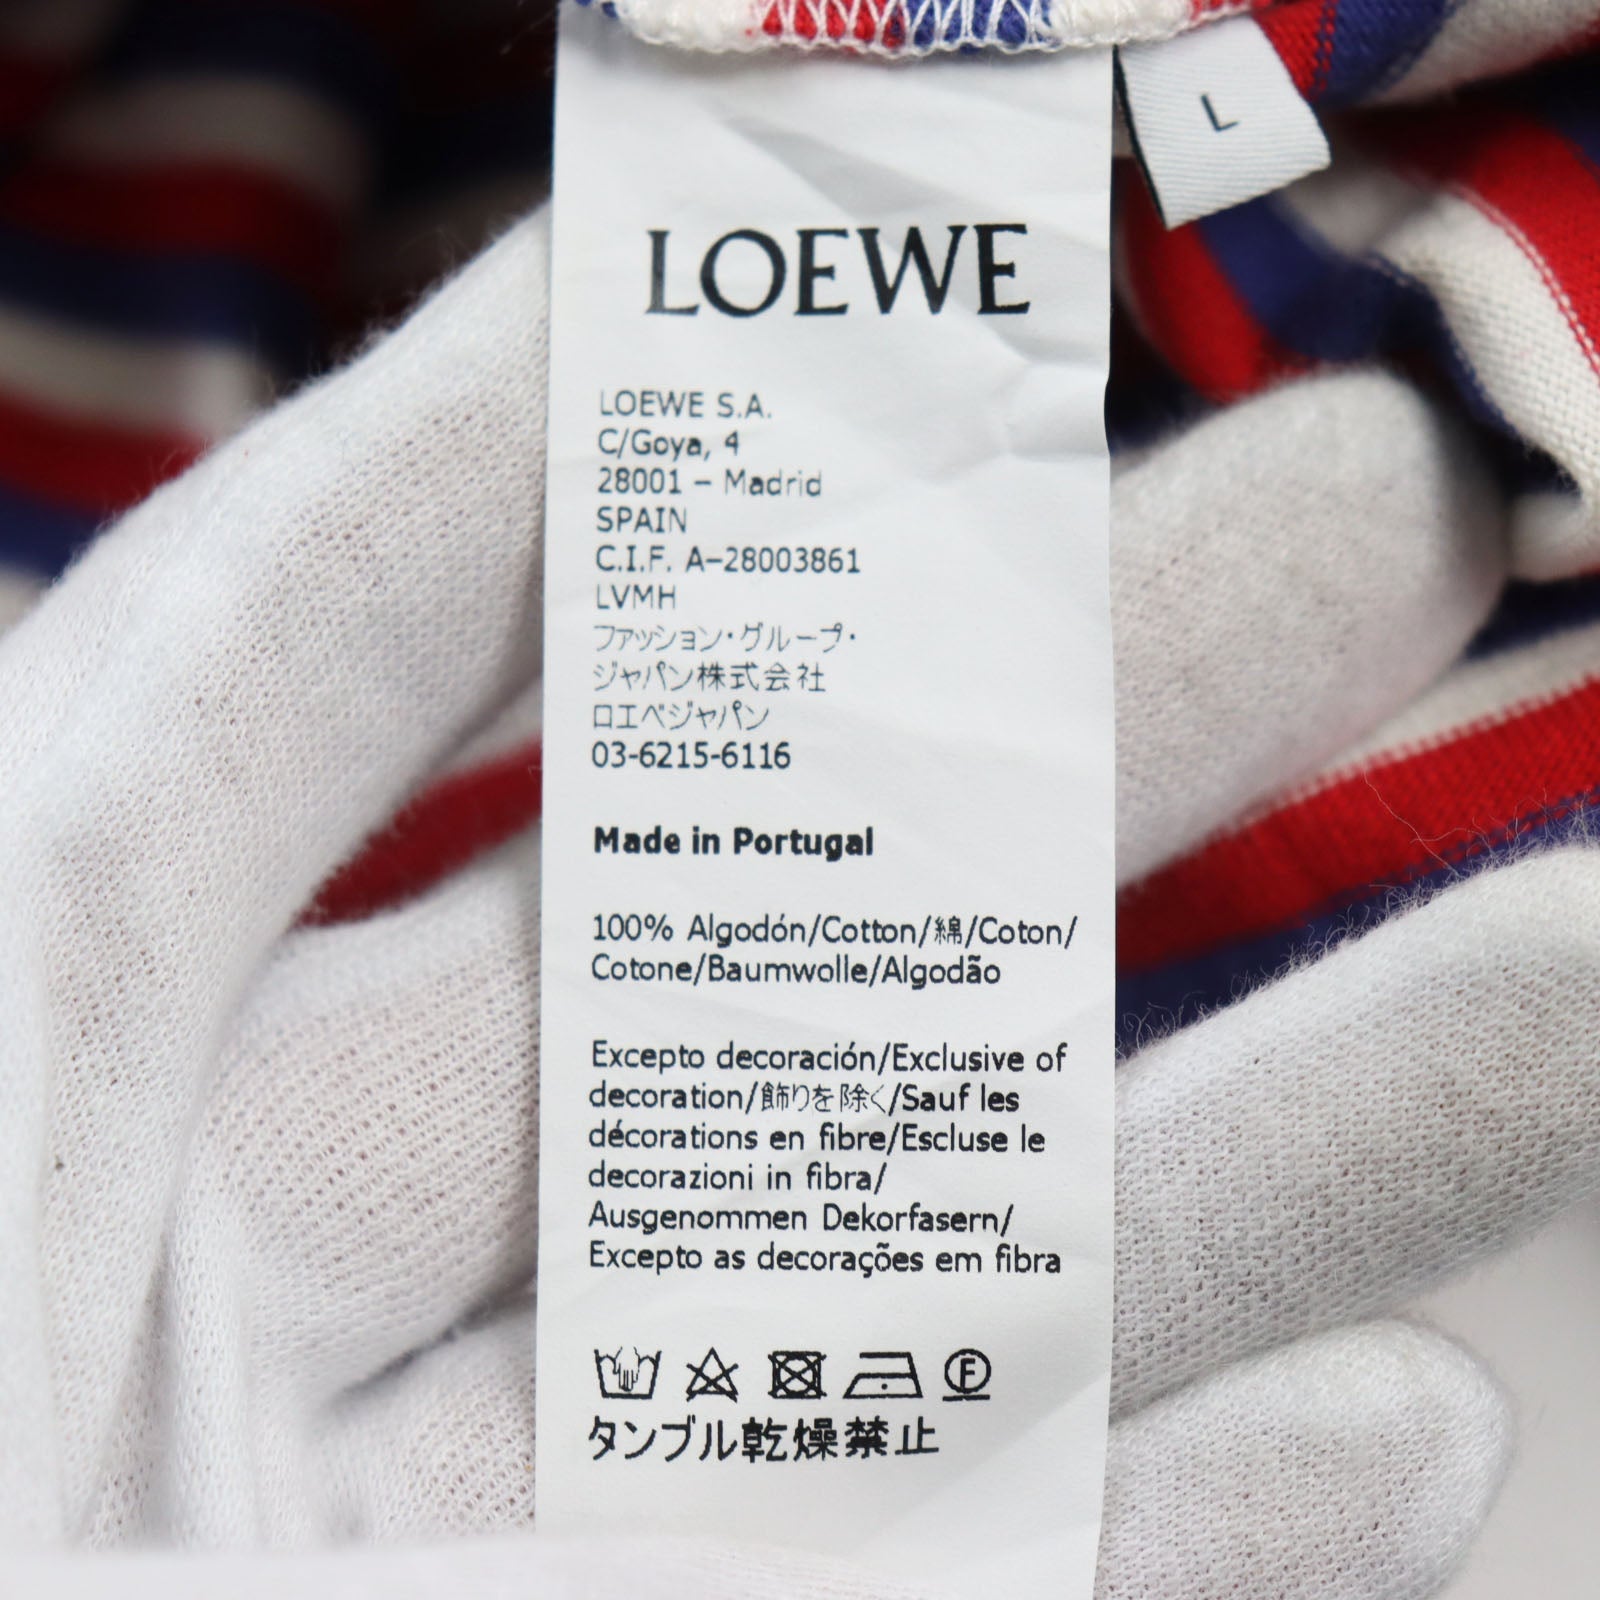 L
LOEWE
LOEWE S.A.
C/Goya, 4
28001 – Madrid
SPAIN
C.I.F. A–28003861
LVMH
ファッション・グループ・
ジャパン株式会社
ロエベジャパン
03-6215-6116
Made in Portugal
100% Algodón/Cotton/綿/Coton/
Cotone/Baumwolle/Algodão
Excepto decoración/Exclusive of
decoration/飾りを除く/Sauf les
décorations en fibre/Escluse le
decorazioni in fibra/
Ausgenommen Dekorfasern/
Excepto as decorações em fibra
F
タンブル乾燥禁止